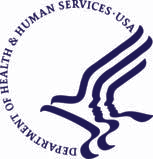 DEPARTMENT OF HEALTH & HUMAN SERVICES · USA